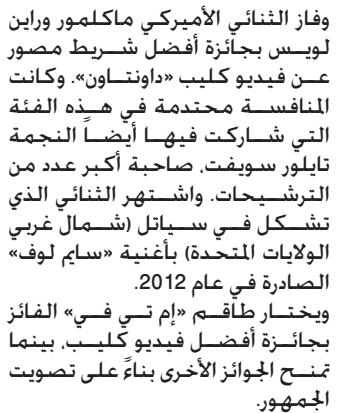 وفاز الثنائي الأميركي ماكلمور وراين
لويس بجائزة أفضل شريط مصور
عن فيديو كليب «داونتاون». وكانت
المنافسة محتدمة في هذه الفئة
التي شاركت فيها أيضاً النجمة
تايلور سويفت، صاحبة أكبر عدد من
الترشيحات. واشتهر الثنائي الذي
تشكل في سياتل (شمال غربي
الولايات المتحدة) بأغنية «سايم لوف»
الصادرة في عام 2012.
ويختار طاقم «إم تي في» الفائز
بجائزة أفضل فيديو كليب، بينما
تمنح الجوائز الأخرى بناءً على تصويت
الجمهور.